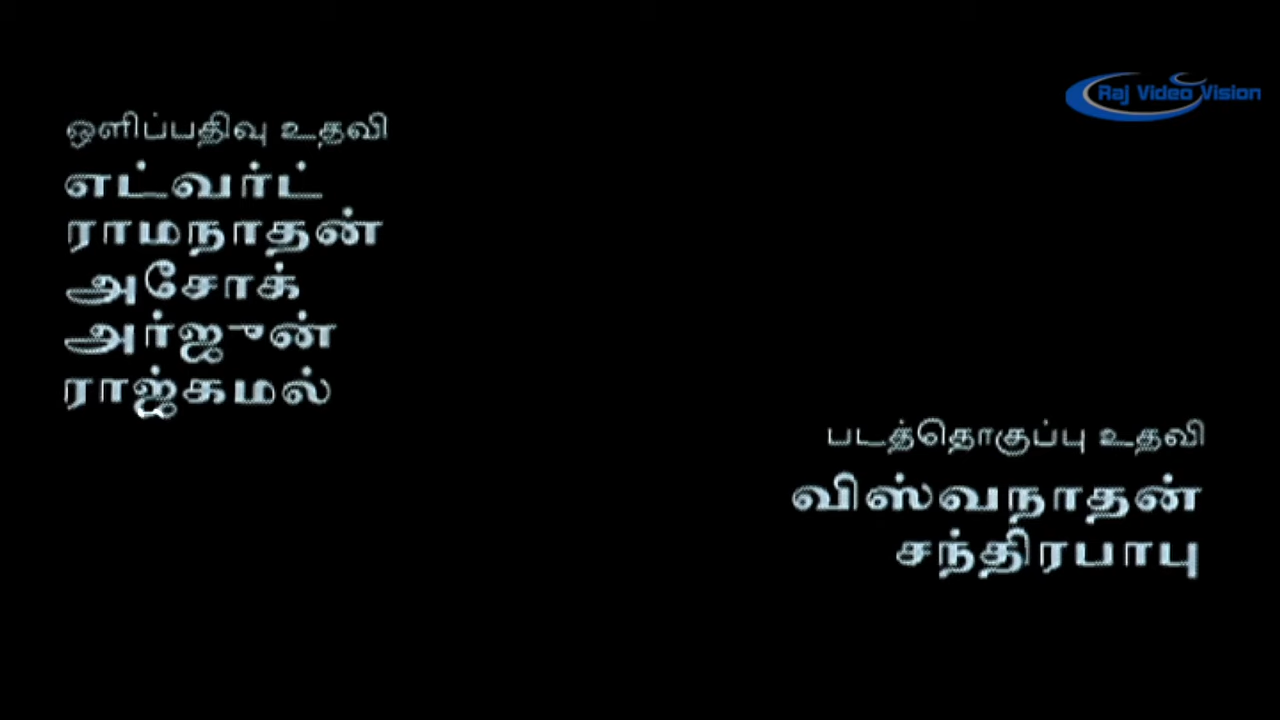 Raj Video Vision
ஒளிப்பதிவு உதவி
எட்வர்ட்
ராமநாதன்
அசோக்
அர்ஜுன்
ராஜ்கமல்
படத்தொகுப்பு உதவி
விஸ்வநாதன்
சந்திரபாபு